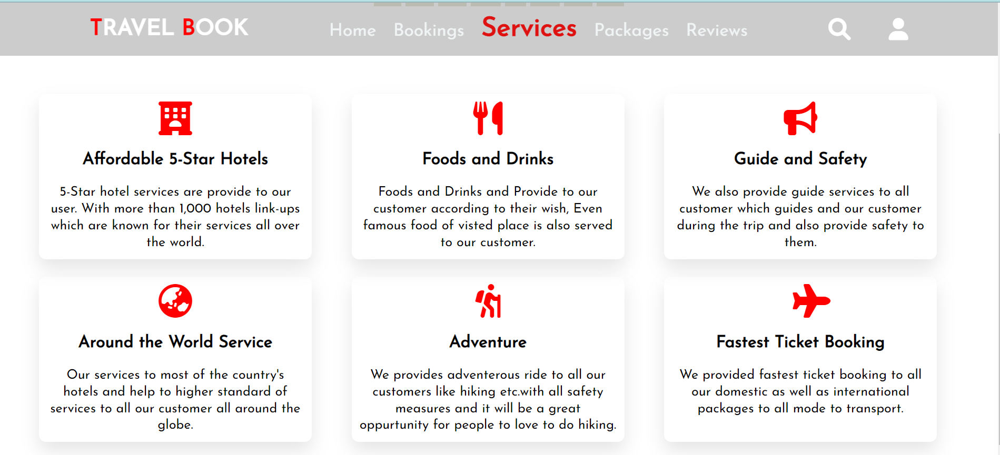 TRAVEL BOOK
Home Bookings Services Packages Reviews
Affordable 5-Star Hotels
5-Star hotel services are provide to our
user. With more than 1,000 hotels link-ups
which are known for their services all over
the world.
Foods and Drinks
Foods and Drinks and Provide to our
customer according to their wish, Even
famous food of visted place is also served
to our customer.
Guide and Safety
We also provide guide services to all
customer which guides and our customer
during the trip and also provide safety to
them.
Around the World Service
Our services to most of the country's
hotels and help to higher standard of
services to all our customer all around the
globe.
Adventure
We provides adventerous ride to all our
customers like hiking etc.with all safety
measures and it will be a great
oppurtunity for people to love to do hiking.
Fastest Ticket Booking
We provided fastest ticket booking to all
our domestic as well as international
packages to all mode to transport.